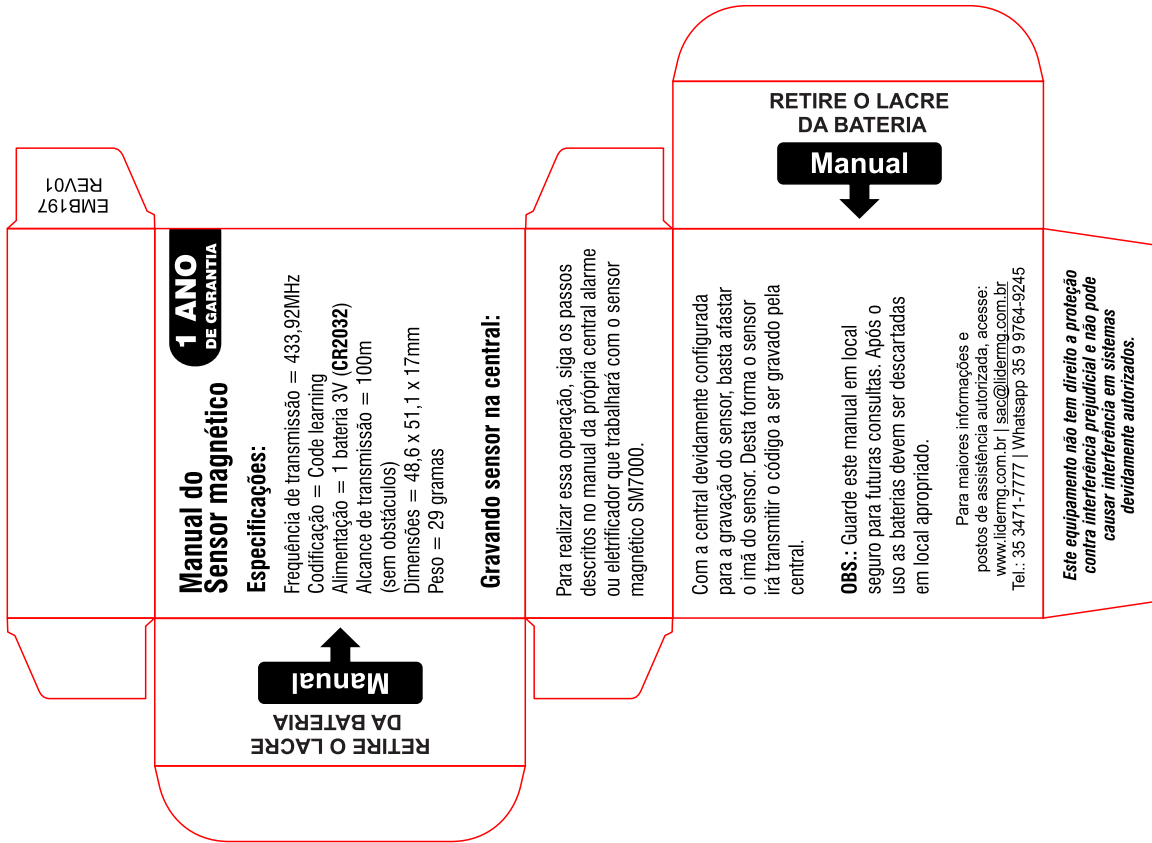 EMB197
REV01
Manual do
Sensor magnético
1 ANO
DE GARANTIA
Especificações:
Frequência de transmissão = 433,92MHz
Codificação = Code learning
Alimentação = 1 bateria 3V (CR2032)
Alcance de transmissão = 100m
(sem obstáculos)
Dimensões = 48,6 x 51,1 x 17mm
Peso = 29 gramas
Gravando sensor na central:
RETIRE O LACRE
DA BATERIA
Manual
Para realizar essa operação, siga os passos
descritos no manual da própria central alarme
ou eletrificador que trabalhará com o sensor
magnético SM7000.
RETIRE O LACRE
DA BATERIA
Manual
Com a central devidamente configurada
para a gravação do sensor, basta afastar
o imã do sensor. Desta forma o sensor
irá transmitir o código a ser gravado pela
central.
OBS.: Guarde este manual em local
seguro para futuras consultas. Após o
uso as baterias devem ser descartadas
em local apropriado.
Para maiores informações e
postos de assistência autorizada, acesse:
www.lidermg.com.br | sac@lidermg.com.br
Tel.: 35 3471-7777 | Whatsapp 35 9 9764-9245
Este equipamento não tem direito a proteção
contra interferência prejudicial e não pode
causar interferência em sistemas
devidamente autorizados.